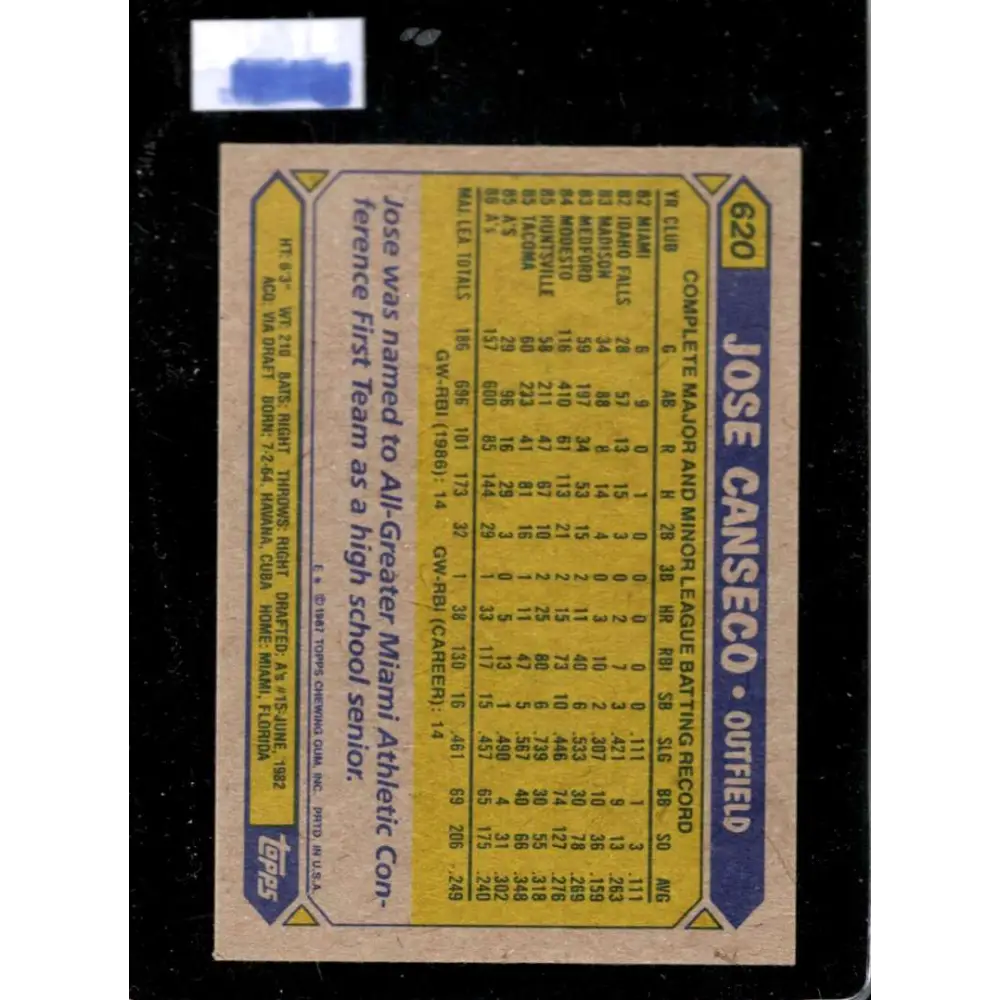 620 JOSE CANSECO • OUTFIELD
COMPLETE MAJOR AND MINOR LEAGUE BATTING RECORD
YR CLUB G AB R H 2B 3B HR RBI SB SLG BB SO AVG
82 MIAMI 6 9 0 1 0 0 0 0 0 .111 1 3 .111
82 IDAHO FALLS 28 57 13 15 3 0 2 7 3 .421 9 13 .263
83 MADISON 34 88 8 14 4 0 3 10 2 .307 10 36 .159
83 MEDFORD 59 197 34 53 15 2 11 40 6 .533 30 78 .269
84 MODESTO 116 410 61 113 21 2 15 73 10 .446 74 127 .276
85 HUNTSVILLE 58 211 47 67 10 2 25 80 6 .739 30 55 .318
85 TACOMA 60 233 41 81 16 1 11 47 5 .567 40 66 .348
85 A's 29 96 16 29 3 0 5 13 1 .490 4 31 .302
86 A's 157 600 85 144 29 1 33 117 15 .457 65 175 .240
MAJ LEA TOTALS 186 696 101 173 32 1 38 130 16 .461 69 206 .249
GW-RBI (1986): 14 GW-RBI (CAREER): 14
Jose was named to All-Greater Miami Athletic Con-
ference First Team as a high school senior.
E* ©1987 TOPPS CHEWING GUM, INC. PRTD. IN U.S.A.
HT: 6'3" WT: 210 BATS: RIGHT THROWS: RIGHT DRAFTED: A's #15-JUNE, 1982
ACQ: VIA DRAFT BORN: 7-2-64, HAVANA, CUBA HOME: MIAMI, FLORIDA
topps